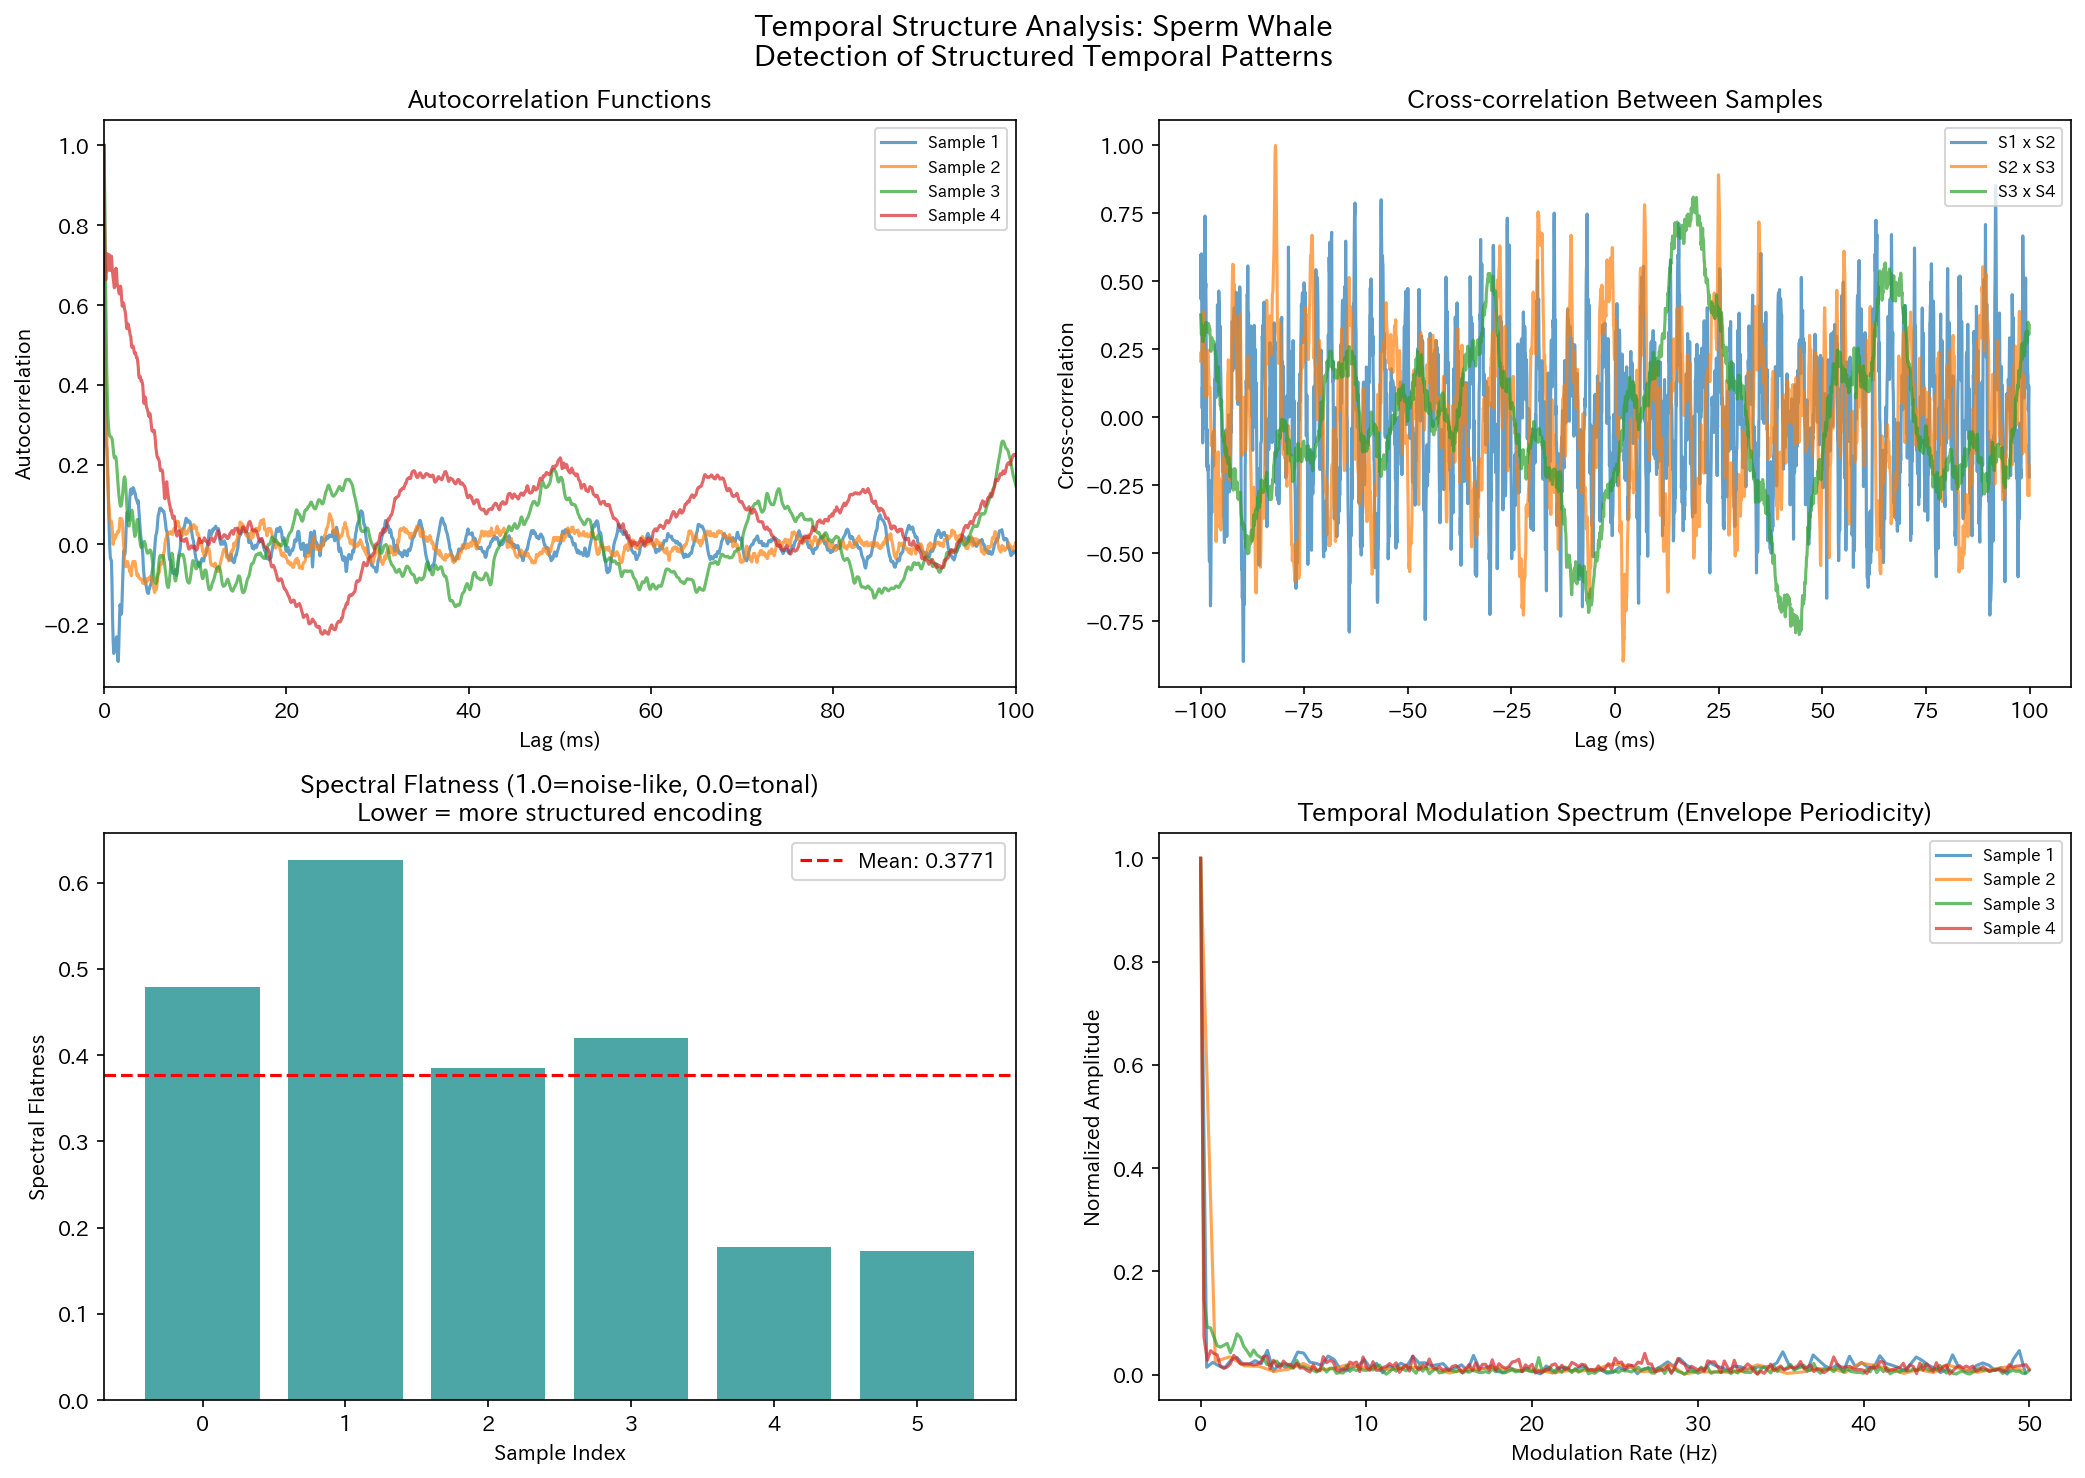 Temporal Structure Analysis: Sperm Whale
Detection of Structured Temporal Patterns
Autocorrelation Functions
1.0
0.8
0.6
0.4
0.2
0.0
−0.2
Autocorrelation
Sample 1
Sample 2
Sample 3
Sample 4
0 20 40 60 80 100
Lag (ms)
Cross-correlation Between Samples
1.00
0.75
0.50
0.25
0.00
−0.25
−0.50
−0.75
Cross-correlation
S1 x S2
S2 x S3
S3 x S4
−100 −75 −50 −25 0 25 50 75 100
Lag (ms)
Spectral Flatness (1.0=noise-like, 0.0=tonal)
Lower = more structured encoding
0.6
0.5
0.4
0.3
0.2
0.1
0.0
Spectral Flatness
Mean: 0.3771
0 1 2 3 4 5
Sample Index
Temporal Modulation Spectrum (Envelope Periodicity)
1.0
0.8
0.6
0.4
0.2
0.0
Normalized Amplitude
Sample 1
Sample 2
Sample 3
Sample 4
0 10 20 30 40 50
Modulation Rate (Hz)